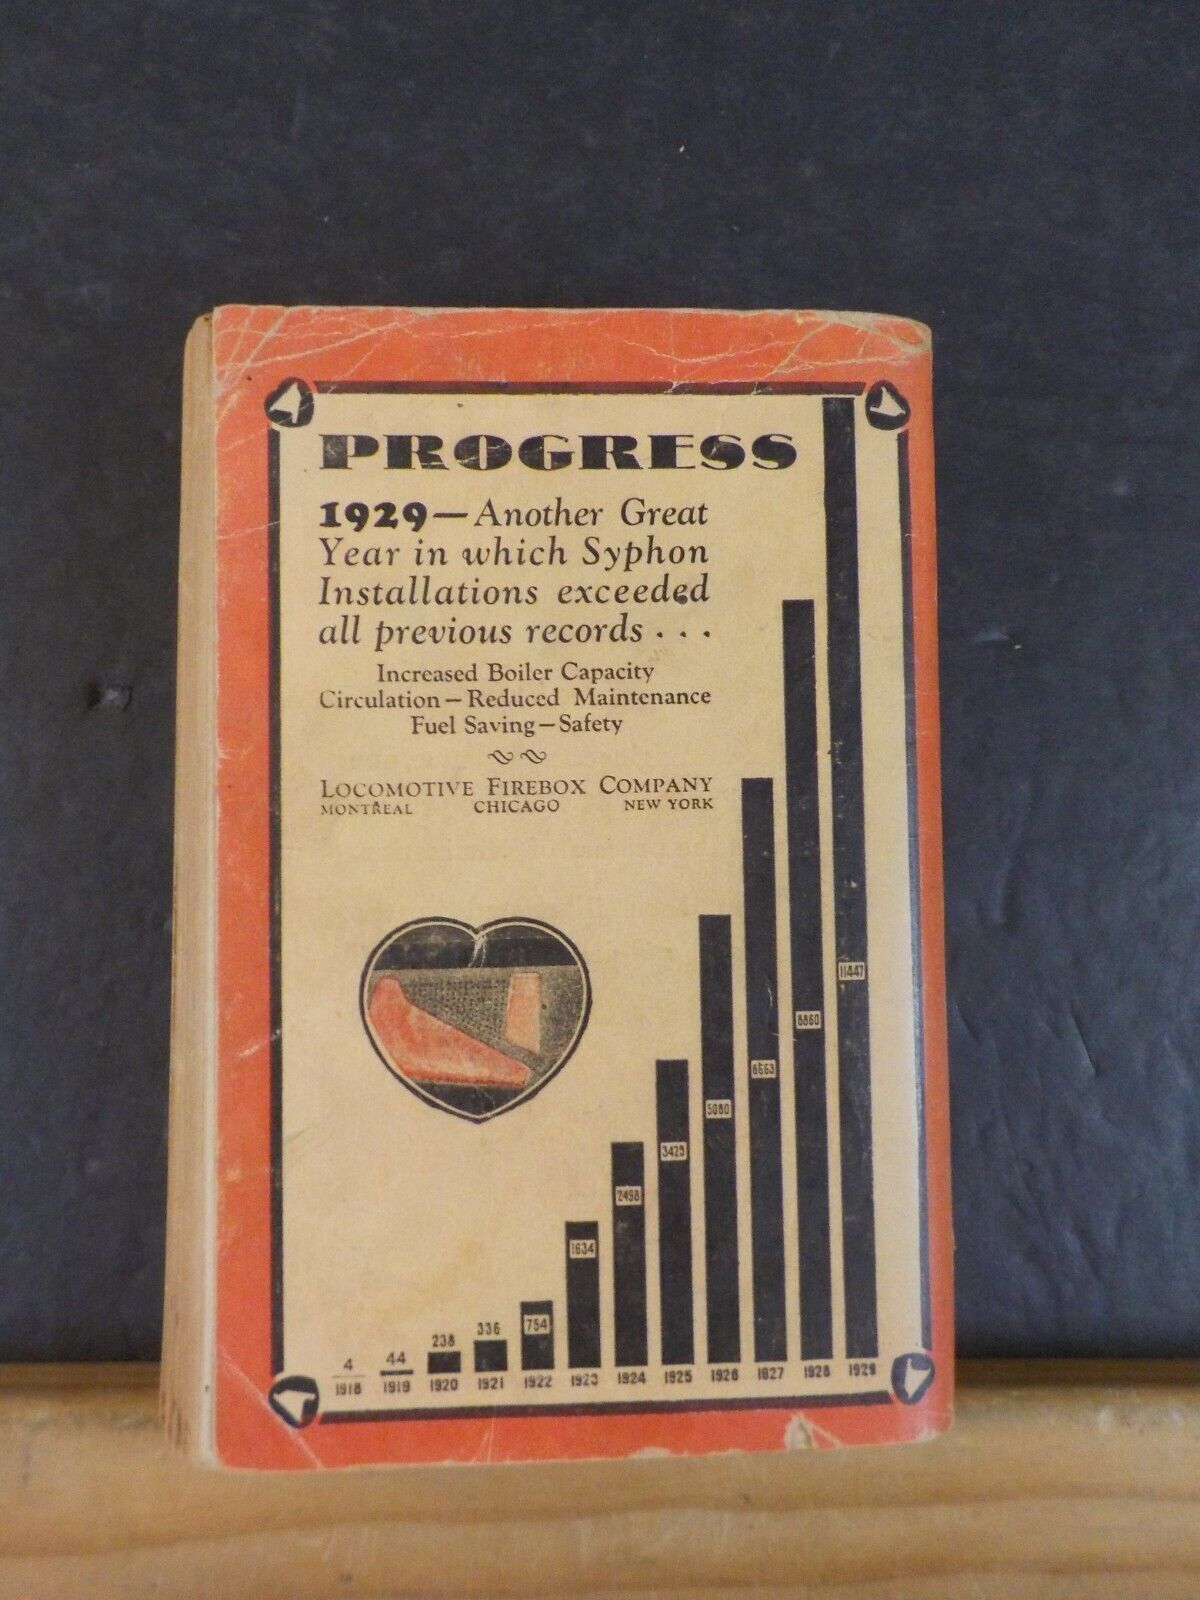 PROGRESS
1929—Another Great
Year in which Syphon
Installations exceeded
all previous records . . .
Increased Boiler Capacity
Circulation—Reduced Maintenance
Fuel Saving—Safety
LOCOMOTIVE FIREBOX COMPANY
MONTREAL CHICAGO NEW YORK
4 44 238 336 754 1634 2498 3425 5080 6663 8860 11447
1918 1919 1920 1921 1922 1923 1924 1925 1926 1927 1928 1929